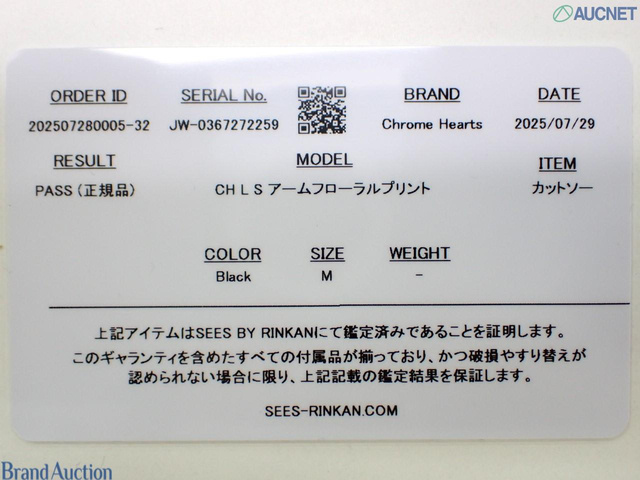 AUCNET
ORDER ID SERIAL No. BRAND DATE
202507280005-32 JW-0367272259 Chrome Hearts 2025/07/29
RESULT MODEL ITEM
PASS (正規品) CH L S アームフローラルプリント カットソー
COLOR SIZE WEIGHT
Black M -
上記アイテムはSEES BY RINKANにて鑑定済みであることを証明します。
このギャランティを含めたすべての付属品が揃っており、かつ破損やすり替えが
認められない場合に限り、上記記載の鑑定結果を保証します。
SEES-RINKAN.COM
Brand Auction